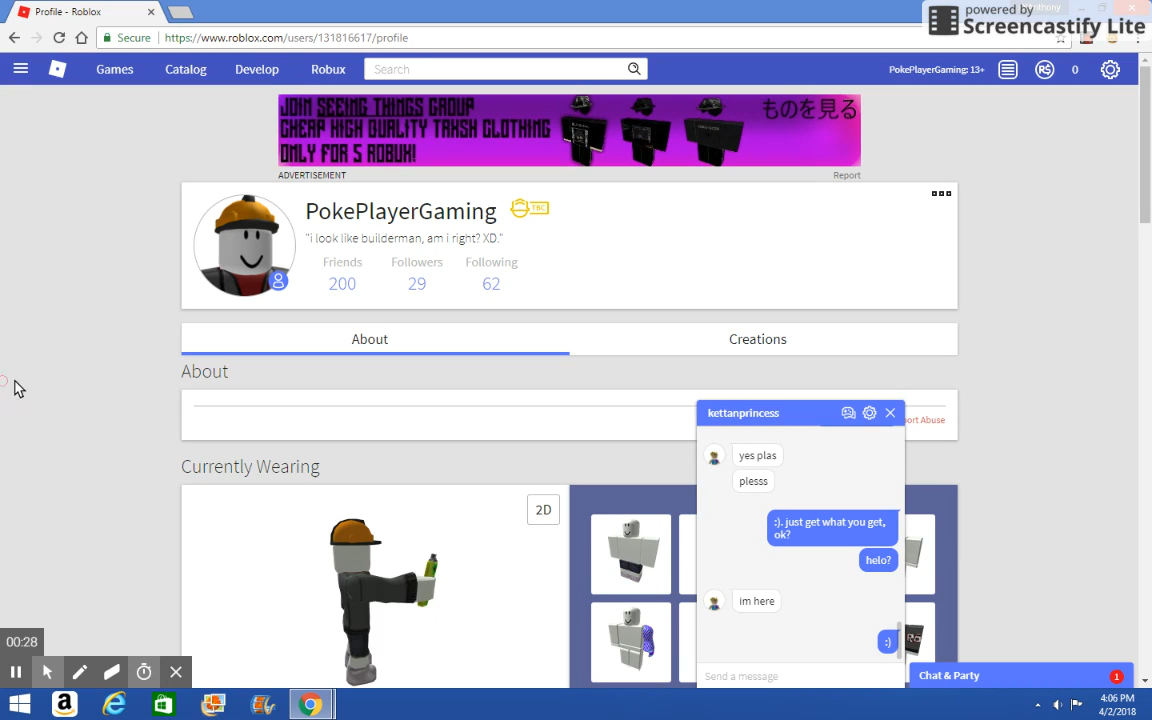 Profile - Roblox
powered by
Screencastify Lite
Secure
https://www.roblox.com/users/131816617/profile
Games
Catalog
Develop
Robux
Search
PokePlayerGaming: 13+
R$
0
JOIN SEEING THINGS GROUP
CHEAP HIGH QUALITY TRASH CLOTHING
ONLY FOR 5 ROBUX!
ものを見る
ADVERTISEMENT
Report
PokePlayerGaming
TBC
"i look like builderman, am i right? XD."
Friends
Followers
Following
200
29
62
About
Creations
About
ort Abuse
Currently Wearing
2D
kettanprincess
yes plas
plesss
:). just get what you get,
ok?
helo?
im here
:)
Send a message
Chat & Party
1
00:28
4:06 PM
4/2/2018